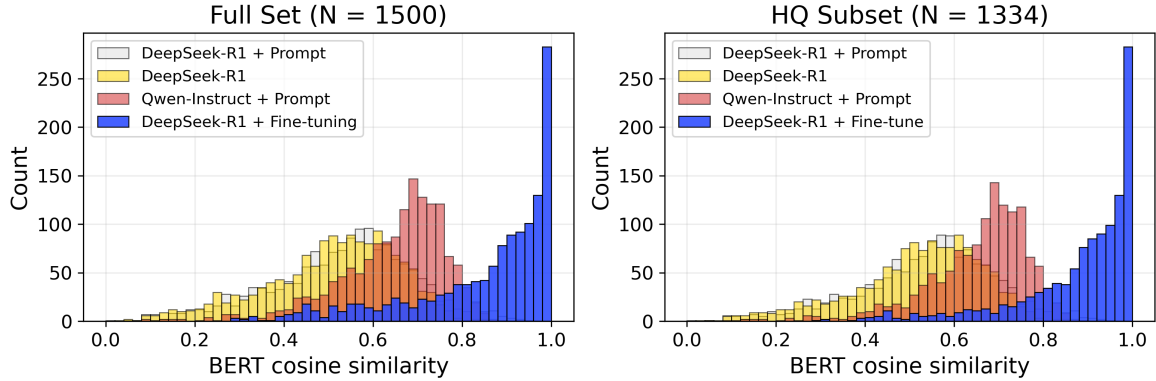 Full Set (N = 1500)
DeepSeek-R1 + Prompt
DeepSeek-R1
Qwen-Instruct + Prompt
DeepSeek-R1 + Fine-tuning
Count
250
200
150
100
50
0
0.0 0.2 0.4 0.6 0.8 1.0
BERT cosine similarity
HQ Subset (N = 1334)
DeepSeek-R1 + Prompt
DeepSeek-R1
Qwen-Instruct + Prompt
DeepSeek-R1 + Fine-tune
Count
250
200
150
100
50
0
0.0 0.2 0.4 0.6 0.8 1.0
BERT cosine similarity